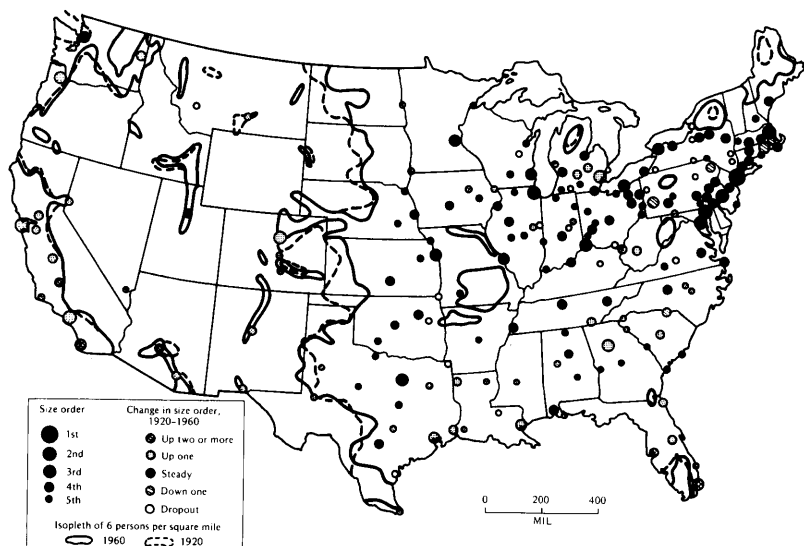 Size order
1st
2nd
3rd
4th
5th
Change in size order,
1920–1960
Up two or more
Up one
Steady
Down one
Dropout
Isopleth of 6 persons per square mile
1960
1920
0 200 400
MIL